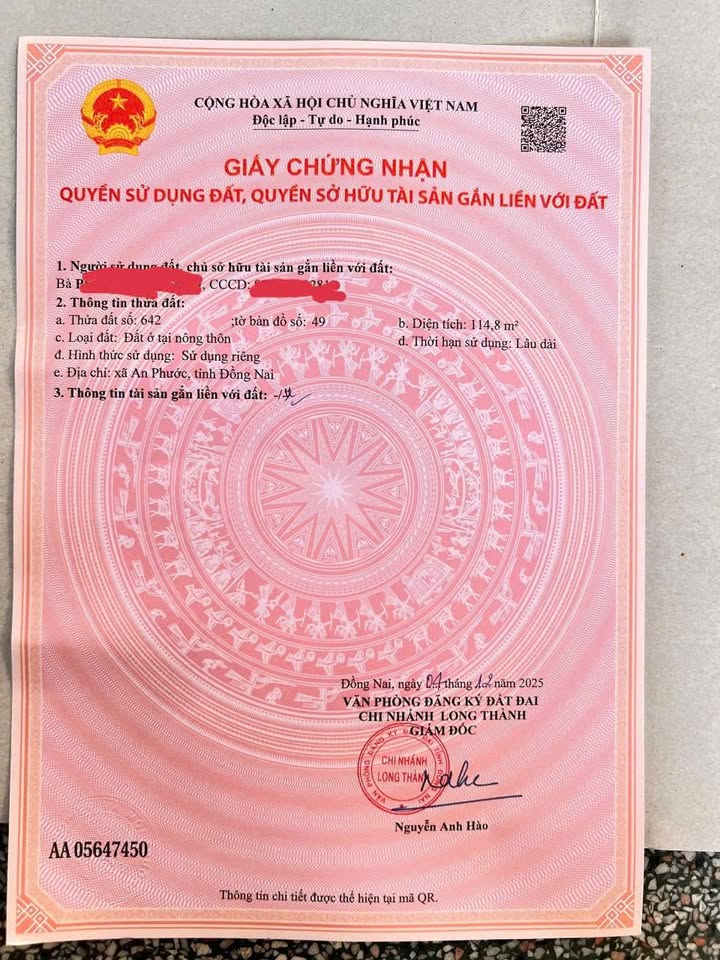 CỘNG HÒA XÃ HỘI CHỦ NGHĨA VIỆT NAM
Độc lập - Tự do - Hạnh phúc
GIẤY CHỨNG NHẬN
QUYỀN SỬ DỤNG ĐẤT, QUYỀN SỞ HỮU TÀI SẢN GẮN LIỀN VỚI ĐẤT
1. Người sử dụng đất, chủ sở hữu tài sản gắn liền với đất:
Bà , CCCD:
2. Thông tin thửa đất:
a. Thửa đất số: 642 ;tờ bản đồ số: 49 b. Diện tích: 114,8 m²
c. Loại đất: Đất ở tại nông thôn d. Thời hạn sử dụng: Lâu dài
đ. Hình thức sử dụng: Sử dụng riêng
e. Địa chỉ: xã An Phước, tỉnh Đồng Nai
3. Thông tin tài sản gắn liền với đất: -/
Đồng Nai, ngày tháng 12 năm 2025
VĂN PHÒNG ĐĂNG KÝ ĐẤT ĐAI
CHI NHÁNH LONG THÀNH
GIÁM ĐỐC
CHI NHÁNH
LONG THÀNH
Nguyễn Anh Hào
AA 05647450
Thông tin chi tiết được thể hiện tại mã QR.